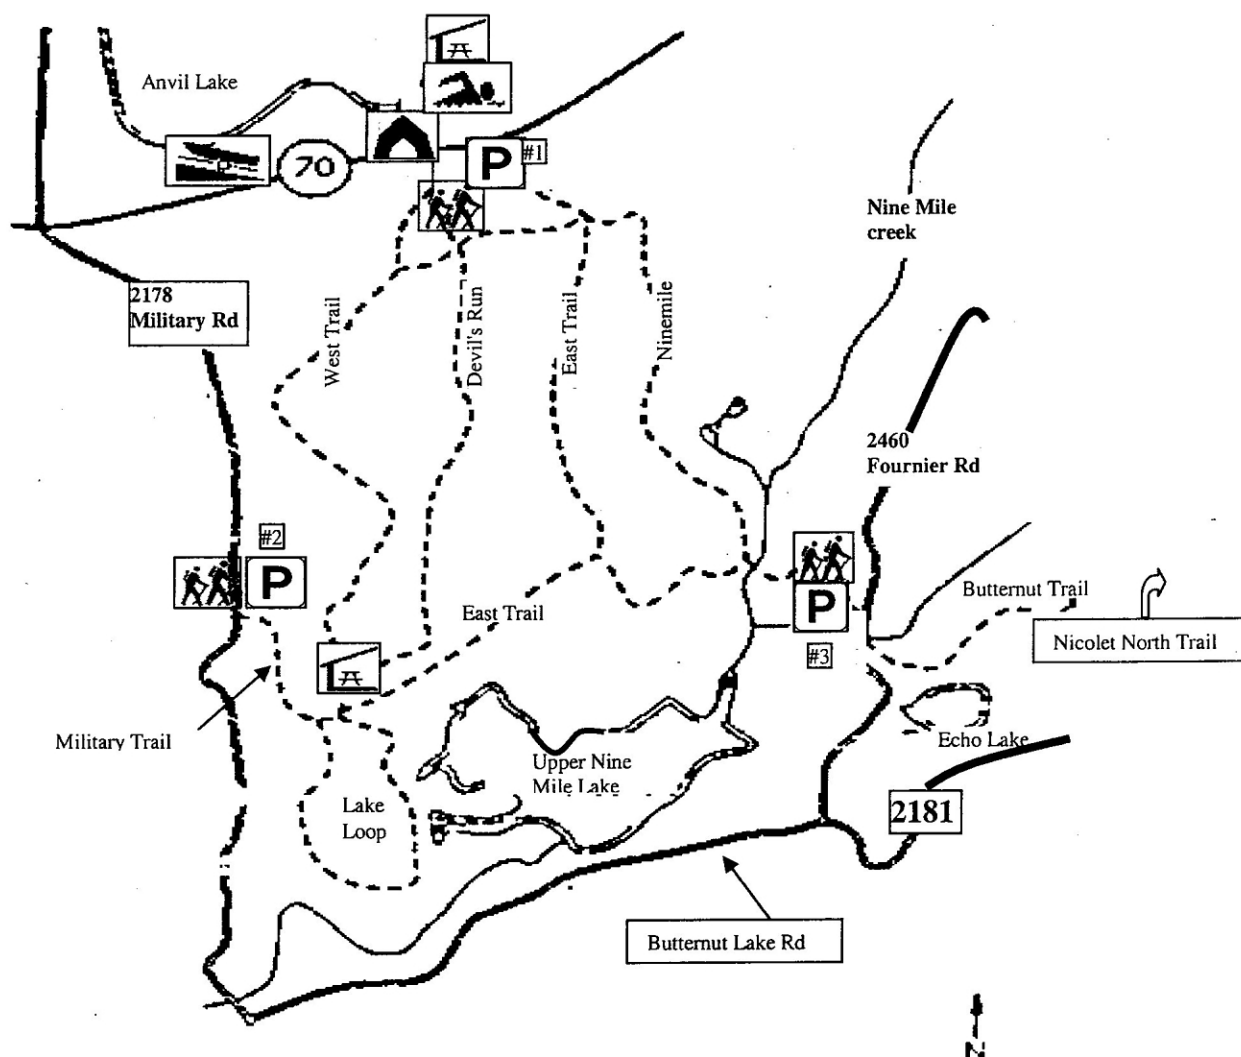 Anvil Lake
P
#1
70
Nine Mile
creek
2178
Military Rd
West Trail
Devil's Run
East Trail
Ninemile
2460
Fournier Rd
#2
P
P
#3
East Trail
Butternut Trail
Nicolet North Trail
Military Trail
Upper Nine
Mile Lake
Echo Lake
Lake
Loop
2181
Butternut Lake Rd
N